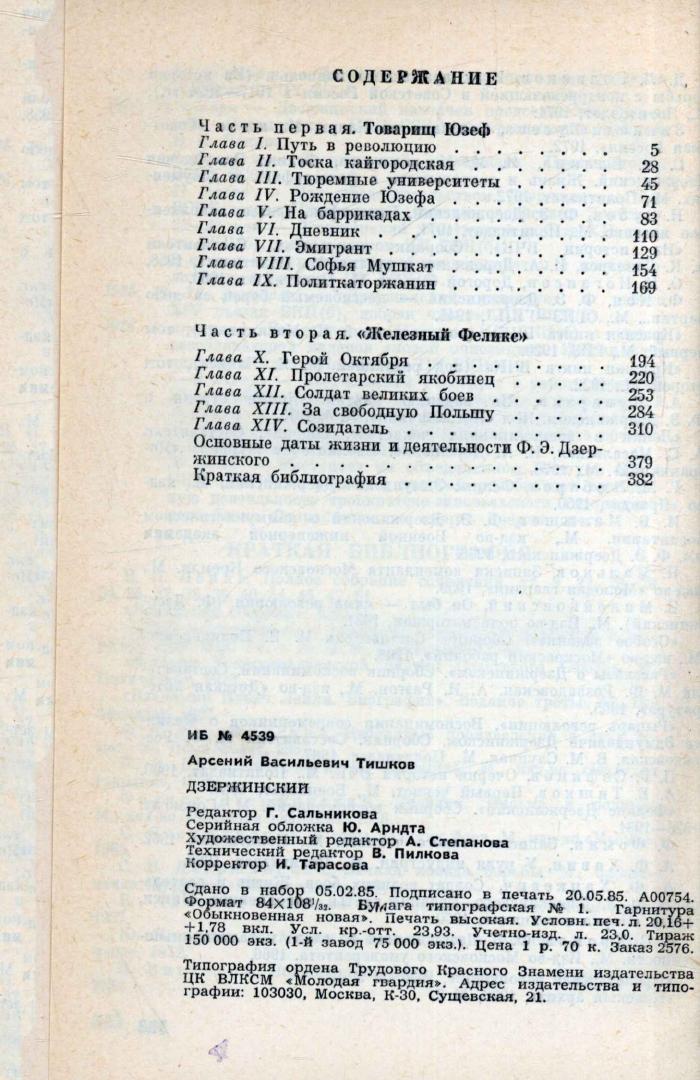 СОДЕРЖАНИЕ
Часть первая. Товарищ Юзеф
Глава I. Путь в революцию . . . . . . . 5
Глава II. Тоска кайгородская . . . . . . 28
Глава III. Тюремные университеты . . . . 45
Глава IV. Рождение Юзефа . . . . . . . 71
Глава V. На баррикадах . . . . . . . . 83
Глава VI. Дневник . . . . . . . . . . 110
Глава VII. Эмигрант . . . . . . . . . 129
Глава VIII. Софья Мушкат . . . . . . . 154
Глава IX. Политкаторжанин . . . . . . 169
Часть вторая. «Железный Феликс»
Глава X. Герой Октября . . . . . . . 194
Глава XI. Пролетарский якобинец . . . . 220
Глава XII. Солдат великих боев . . . . . 253
Глава XIII. За свободную Польшу . . . . 284
Глава XIV. Созидатель . . . . . . . . 310
Основные даты жизни и деятельности Ф. Э. Дзер-
жинского . . . . . . . . . . . . 379
Краткая библиография . . . . . . . . 382
ИБ № 4539
Арсений Васильевич Тишков
ДЗЕРЖИНСКИЙ
Редактор Г. Сальникова
Серийная обложка Ю. Арндта
Художественный редактор А. Степанова
Технический редактор В. Пилкова
Корректор И. Тарасова
Сдано в набор 05.02.85. Подписано в печать 20.05.85. А00754.
Формат 84×108¹/₃₂. Бумага типографская № 1. Гарнитура
«Обыкновенная новая». Печать высокая. Условн. печ. л. 20,16+
+1,78 вкл. Усл. кр.-отт. 23,93. Учетно-изд. л. 23,0. Тираж
150 000 экз. (1-й завод 75 000 экз.). Цена 1 р. 70 к. Заказ 2576.
Типография ордена Трудового Красного Знамени издательства
ЦК ВЛКСМ «Молодая гвардия». Адрес издательства и типо-
графии: 103030, Москва, К-30, Сущевская, 21.